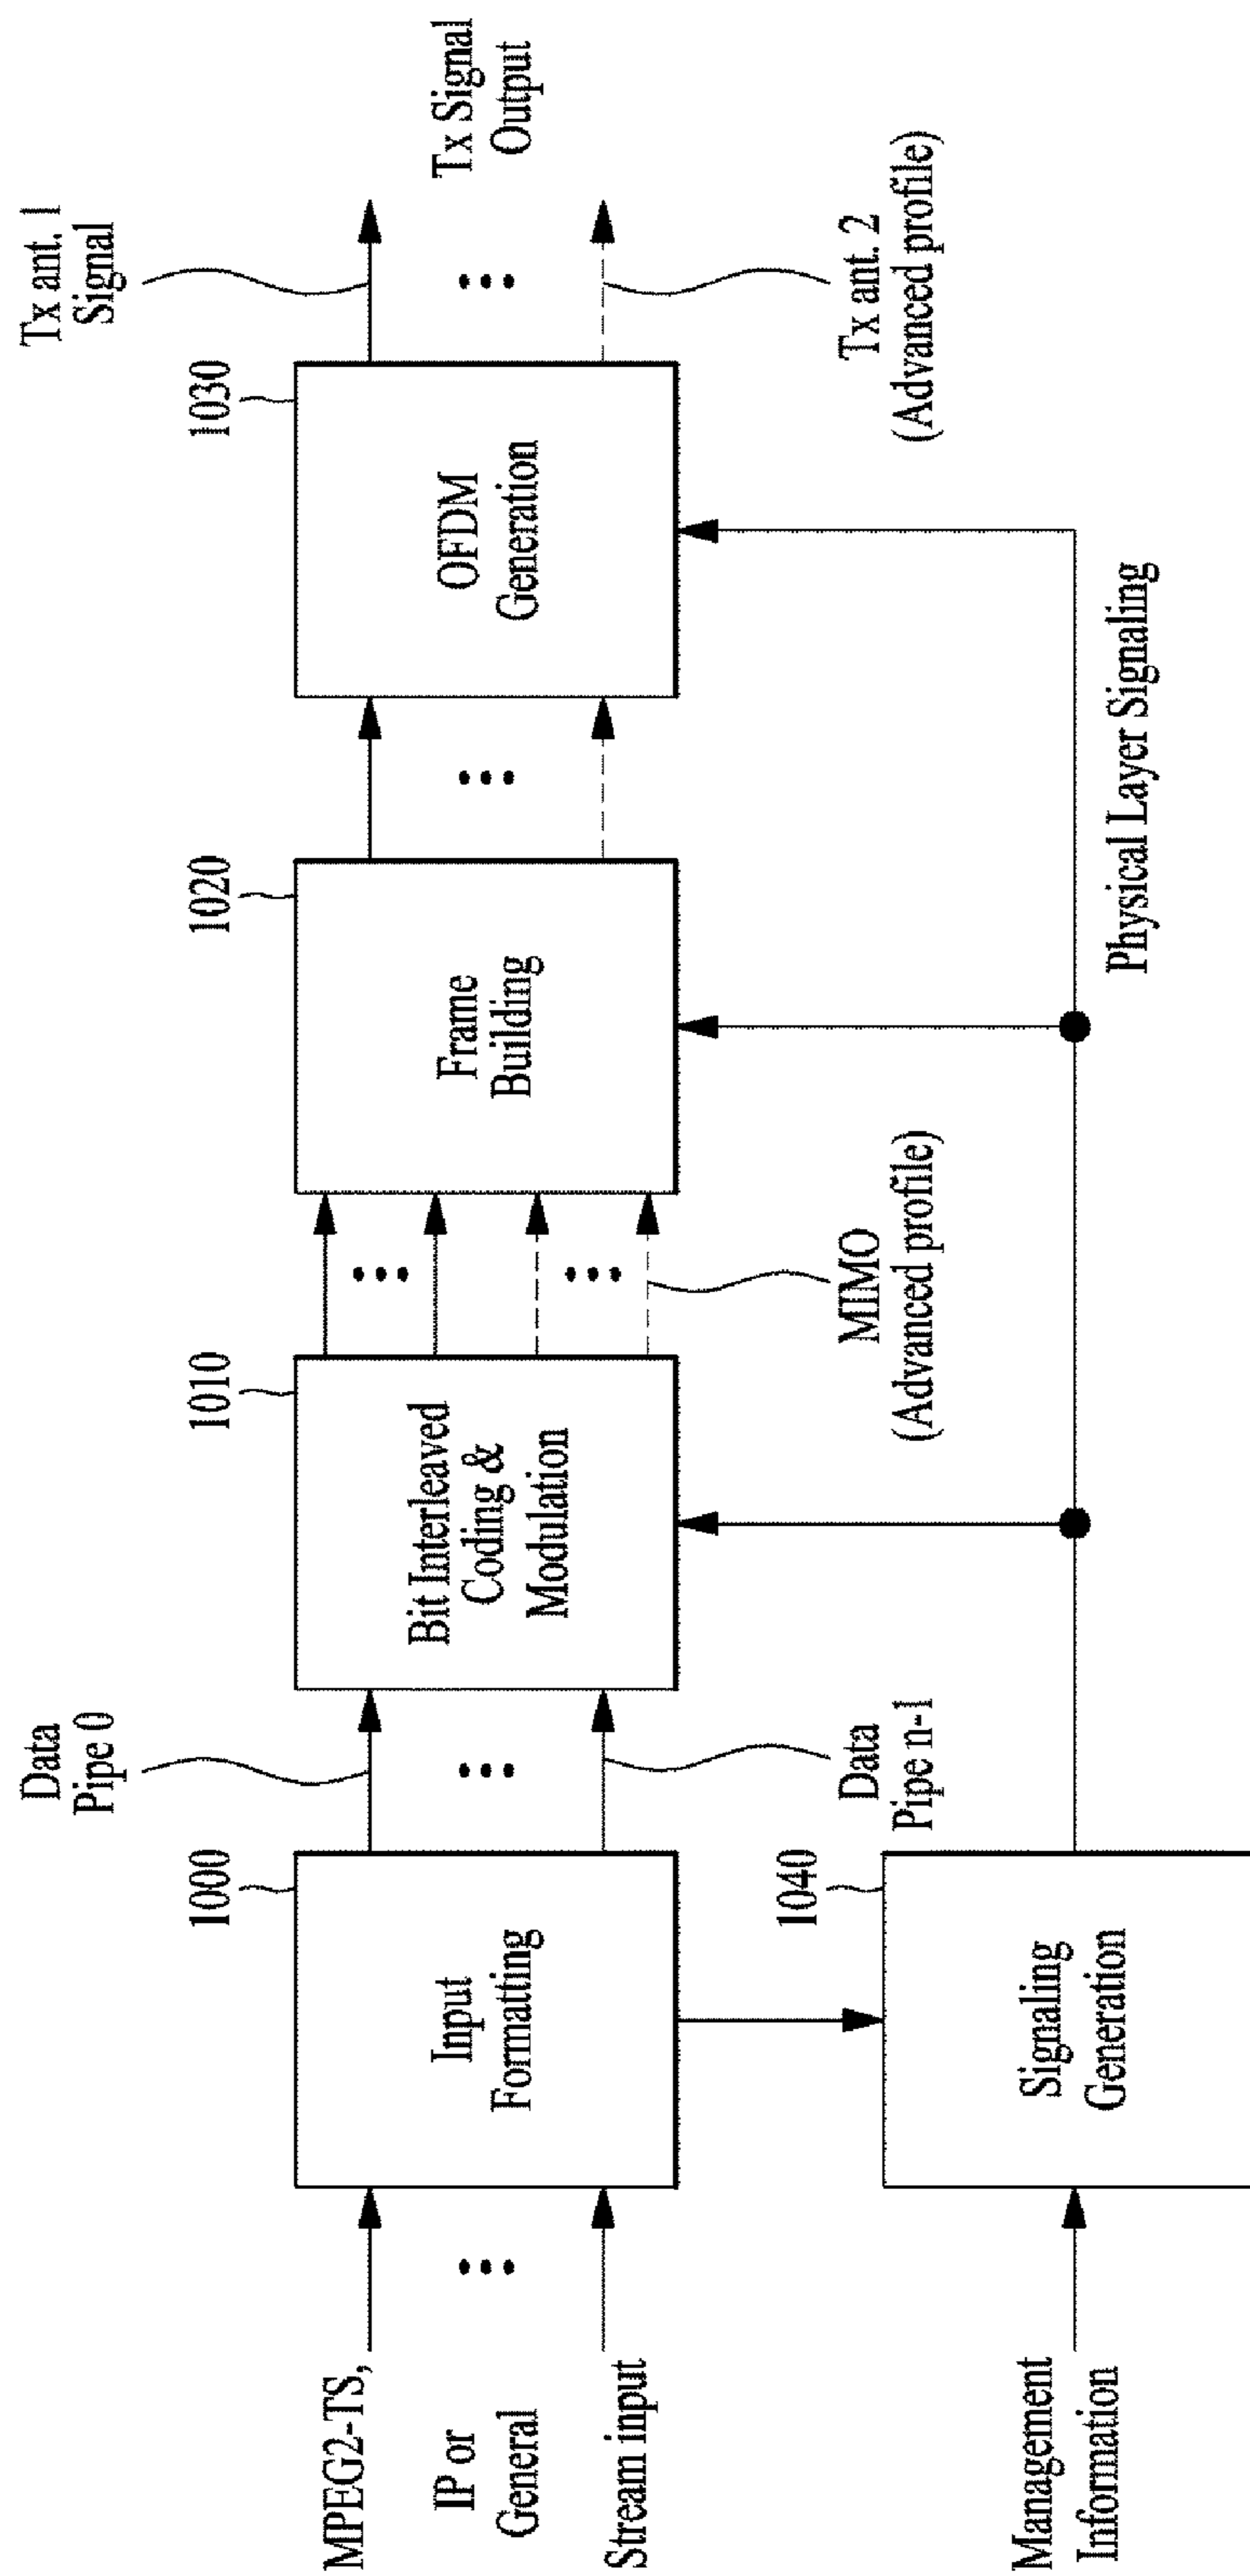 Tx ant. 1
Signal
Tx Signal
Output
Tx ant. 2
(Advanced profile)
1030
OFDM
Generation
1020
Frame
Building
Physical Layer Signaling
MIMO
(Advanced profile)
1010
Bit Interleaved
Coding &
Modulation
Data
Pipe 0
Data
Pipe n-1
1000
Input
Formatting
1040
Signaling
Generation
MPEG2-TS,
IP or
General
Stream input
Management
Information